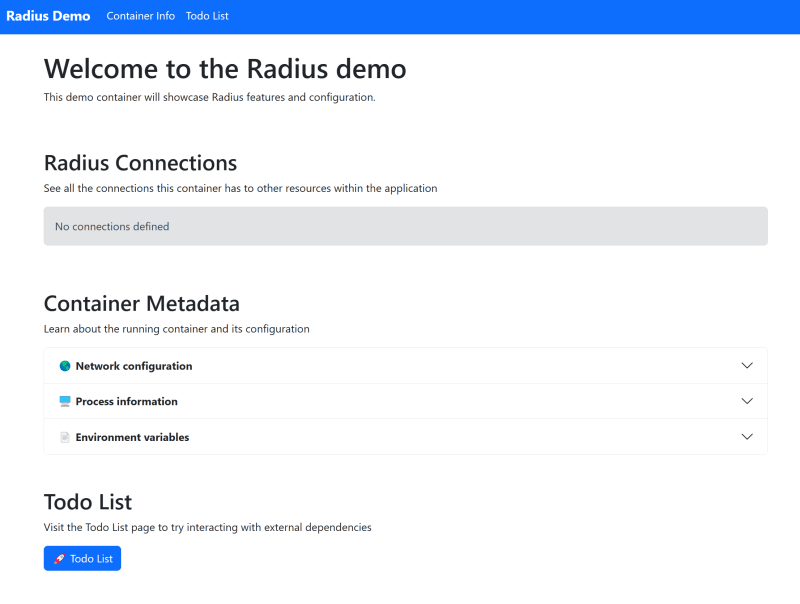 Radius Demo Container Info Todo List
Welcome to the Radius demo
This demo container will showcase Radius features and configuration.
Radius Connections
See all the connections this container has to other resources within the application
No connections defined
Container Metadata
Learn about the running container and its configuration
Network configuration
Process information
Environment variables
Todo List
Visit the Todo List page to try interacting with external dependencies
Todo List